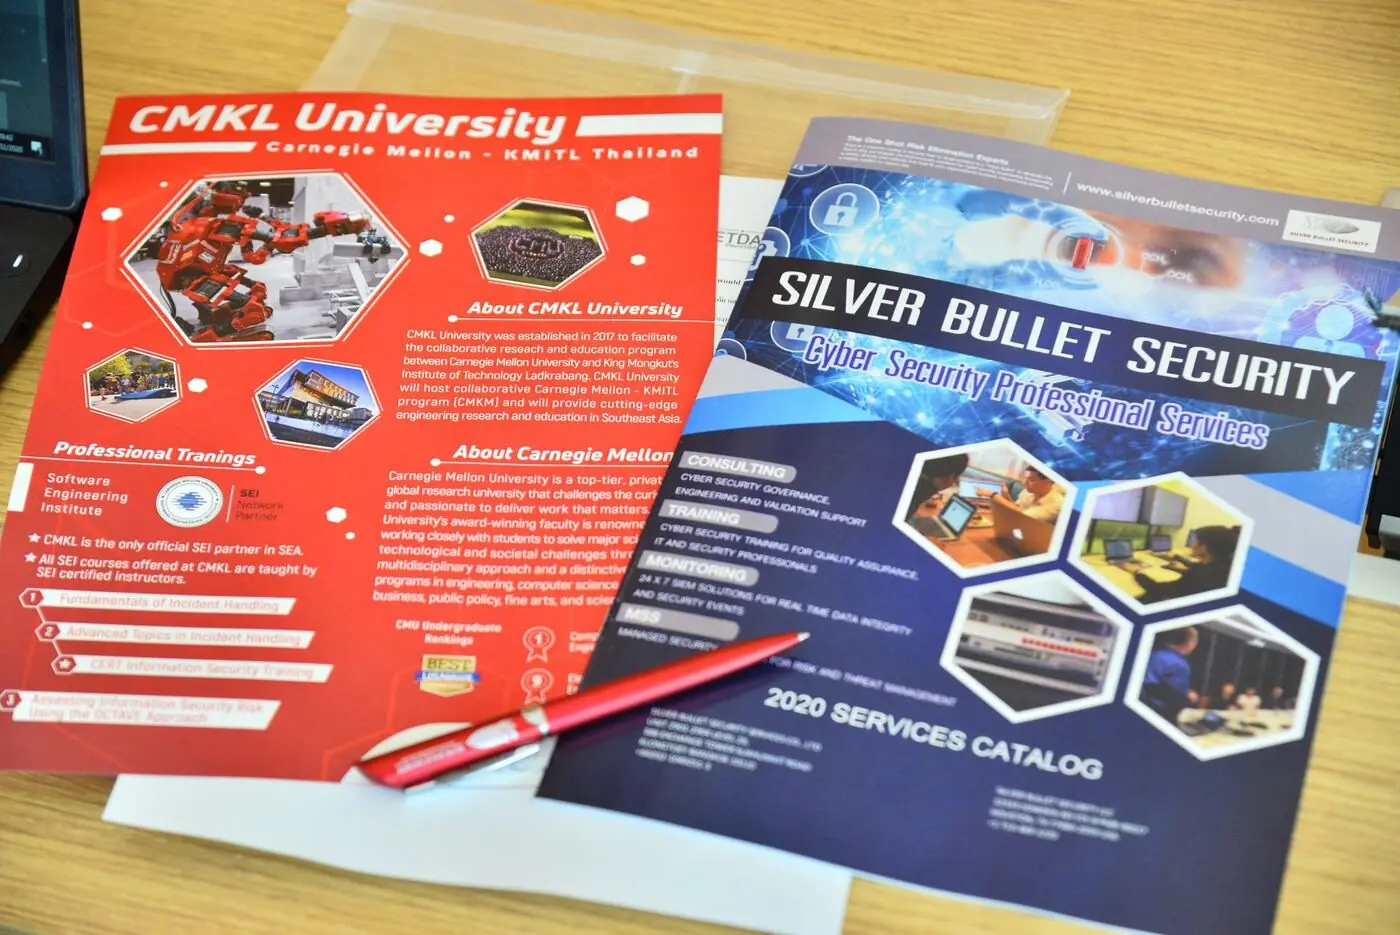 CMKL University
Carnegie Mellon - KMITL Thailand
CMU
About CMKL University
CMKL University was established in 2017 to facilitate
the collaborative reseach and education program
between Carnegie Mellon University and King Mongkut's
Institute of Technology Ladkrabang. CMKL University
will host collaborative Carnegie Mellon - KMITL
program (CMKM) and will provide cutting-edge
engineering research and education in Southeast Asia.
Professional Tranings
Software
Engineering
Institute
SEI
Network
Partner
CMKL is the only official SEI partner in SEA.
All SEI courses offered at CMKL are taught by
SEI certified instructors.
1 Fundamentals of Incident Handling
2 Advanced Topics in Incident Handling
CERT Information Security Training
3 Assessing Information Security Risk
Using the OCTAVE Approach
About Carnegie Mellon
Carnegie Mellon University is a top-tier, privat
global research university that challenges the curi
and passionate to deliver work that matters.
University's award-winning faculty is renowne
working closely with students to solve major sci
technological and societal challenges thro
multidisciplinary approach and a distinctive
programs in engineering, computer science
business, public policy, fine arts, and scien
CMU Undergraduate
Rankings
BEST
1
ETDA
would
The One Shot Risk Elimination Experts
www.silverbulletsecurity.com
SILVER BULLET SECURITY
SILVER BULLET SECURITY
Cyber Security Professional Services
CONSULTING
CYBER SECURITY GOVERNANCE,
ENGINEERING AND VALIDATION SUPPORT
TRAINING
CYBER SECURITY TRAINING FOR QUALITY ASSURANCE,
IT AND SECURITY PROFESSIONALS
MONITORING
24 X 7 SIEM SOLUTIONS FOR REAL TIME DATA INTEGRITY
AND SECURITY EVENTS
MSS
MANAGED SECURITY FOR RISK AND THREAT MANAGEMENT
2020 SERVICES CATALOG